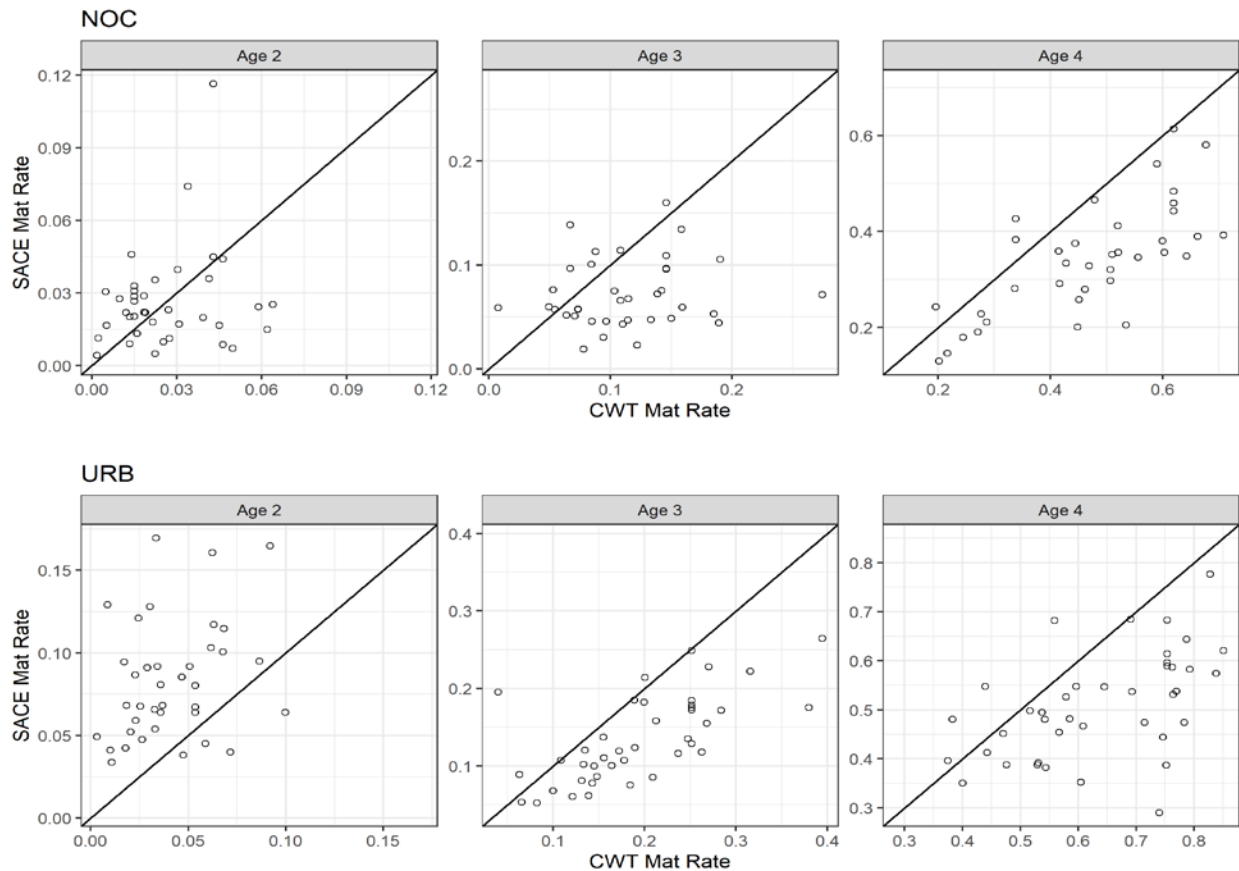 NOC
Age 2 Age 3 Age 4
SACE Mat Rate
0.12
0.09
0.06
0.03
0.00
0.00 0.03 0.06 0.09 0.12
0.2
0.1
0.0
0.0 0.1 0.2
0.6
0.4
0.2
0.2 0.4 0.6
CWT Mat Rate
URB
Age 2 Age 3 Age 4
SACE Mat Rate
0.15
0.10
0.05
0.00
0.00 0.05 0.10 0.15
0.4
0.3
0.2
0.1
0.1 0.2 0.3 0.4
0.8
0.7
0.6
0.5
0.4
0.3
0.3 0.4 0.5 0.6 0.7 0.8
CWT Mat Rate